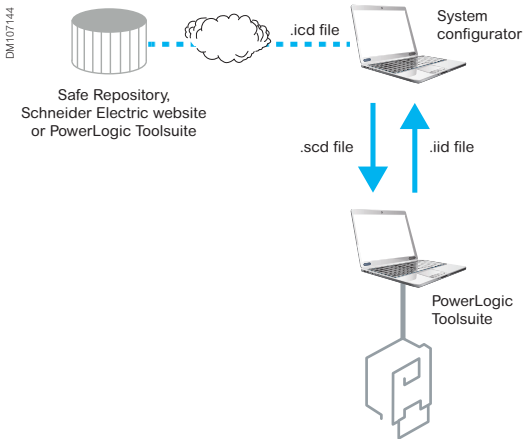 DM107144
.icd file
System
configurator
Safe Repository,
Schneider Electric website
or PowerLogic Toolsuite
.scd file
.iid file
PowerLogic
Toolsuite